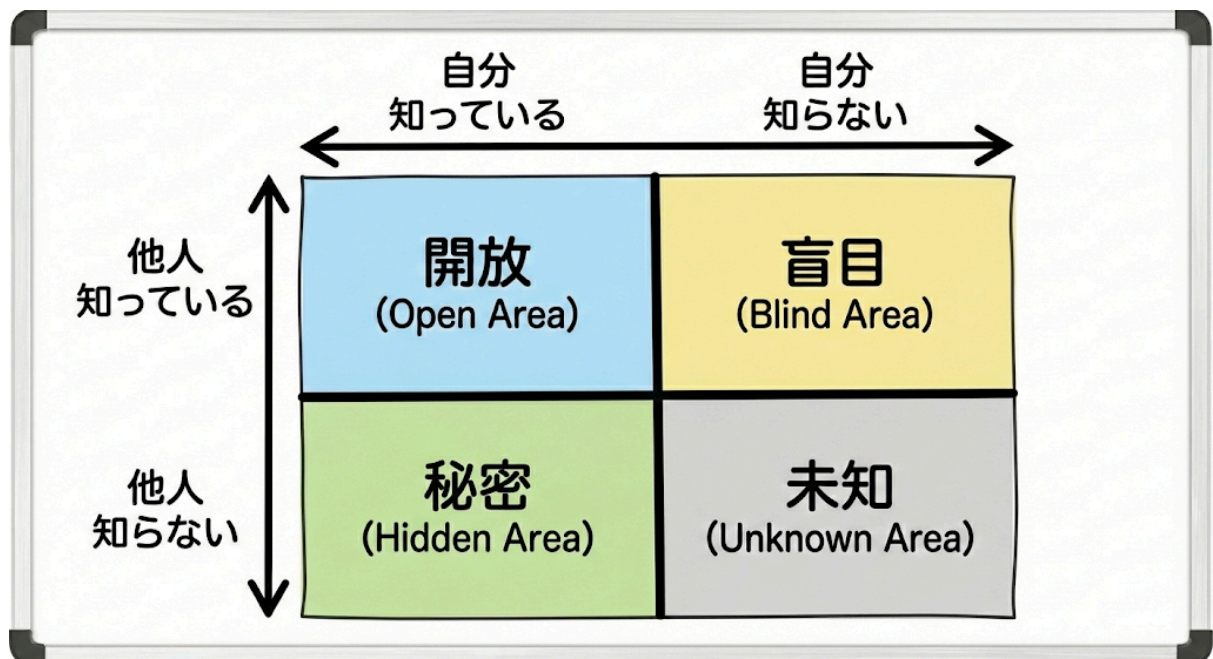 自分
知っている
自分
知らない
他人
知っている
開放
(Open Area)
盲目
(Blind Area)
他人
知らない
秘密
(Hidden Area)
未知
(Unknown Area)